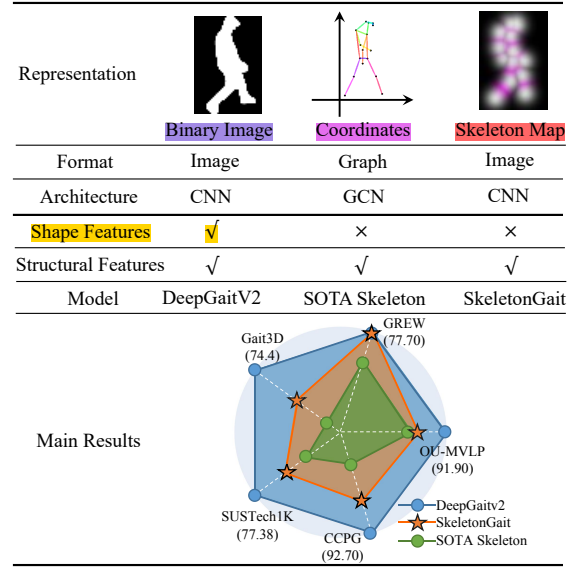 Representation
Binary Image Coordinates Skeleton Map
Format Image Graph Image
Architecture CNN GCN CNN
Shape Features √ × ×
Structural Features √ √ √
Model DeepGaitV2 SOTA Skeleton SkeletonGait
Main Results
GREW
(77.70)
Gait3D
(74.4)
OU-MVLP
(91.90)
SUSTech1K
(77.38)
CCPG
(92.70)
DeepGaitv2
SkeletonGait
SOTA Skeleton